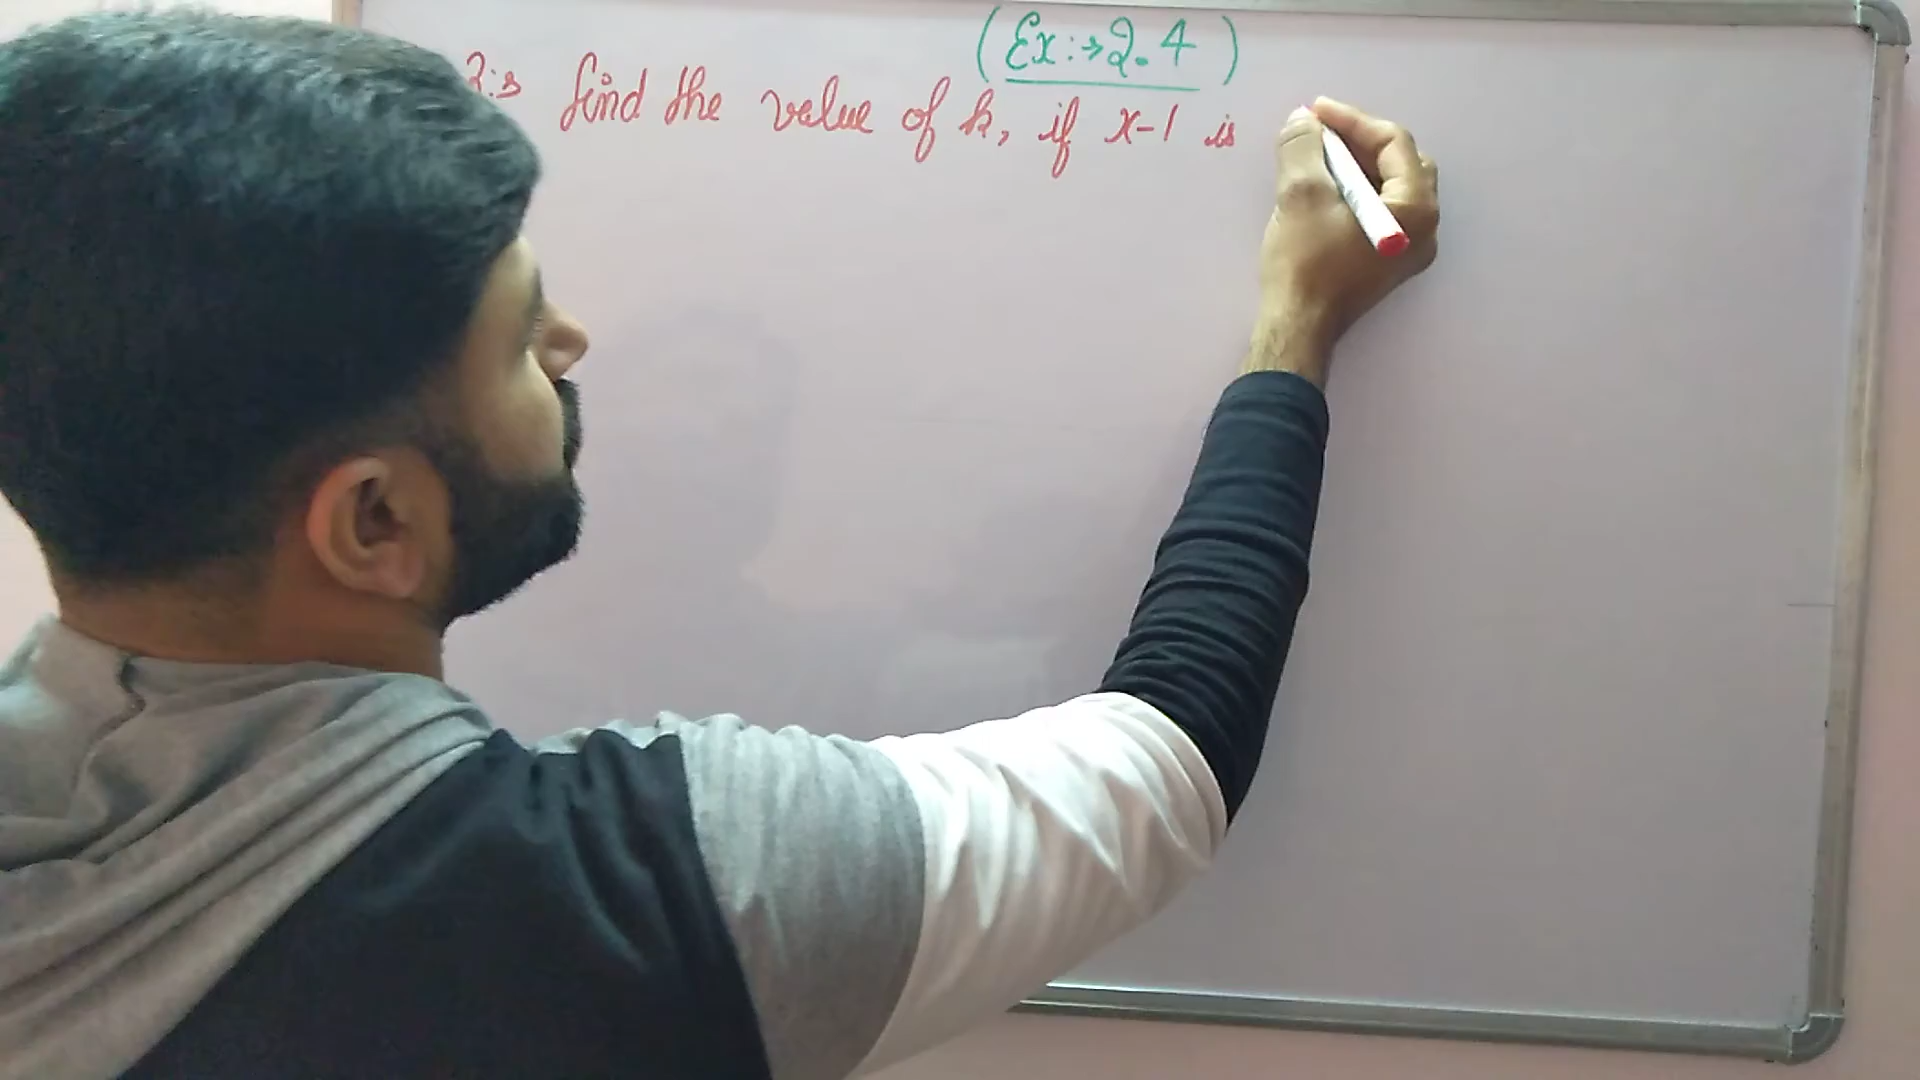 (Ex:→2.4)
find the value of k, if x-1 is